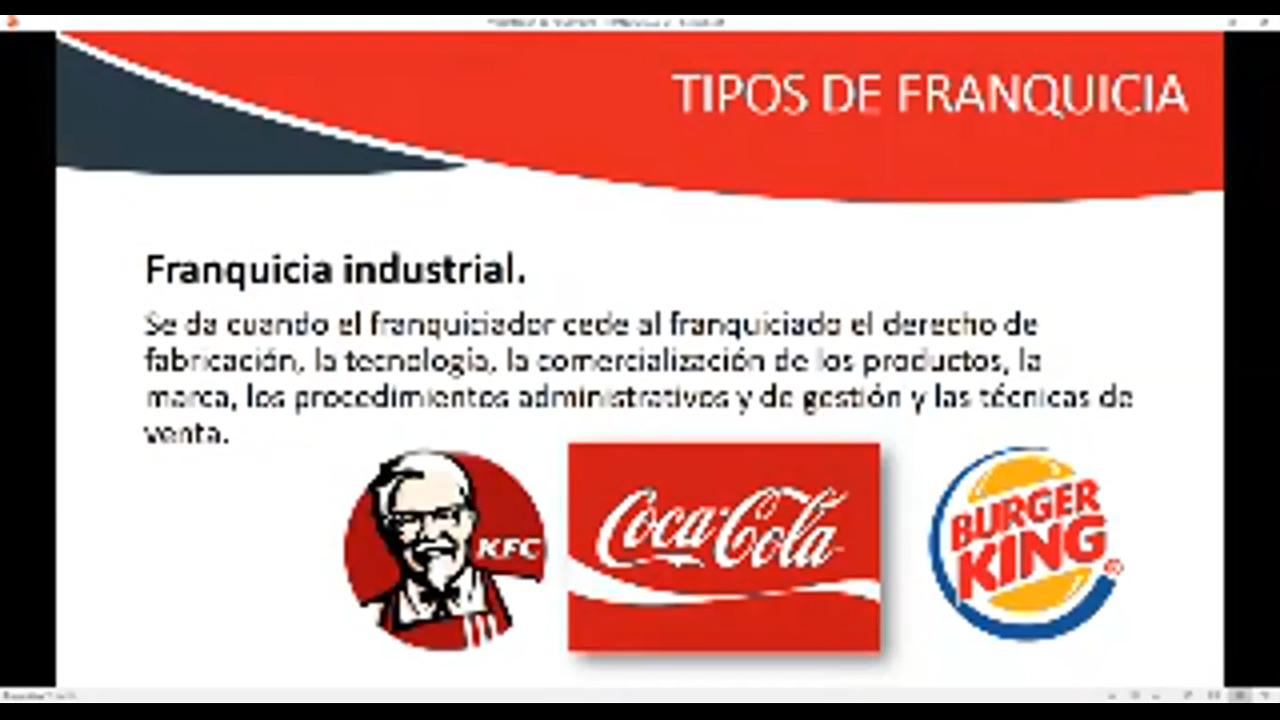 TIPOS DE FRANQUICIA
Franquicia industrial.
Se da cuando el franquiciador cede al franquiciado el derecho de
fabricación, la tecnología, la comercialización de los productos, la
marca, los procedimientos administrativos y de gestión y las técnicas de
venta.
KFC
Coca-Cola
BURGER
KING®